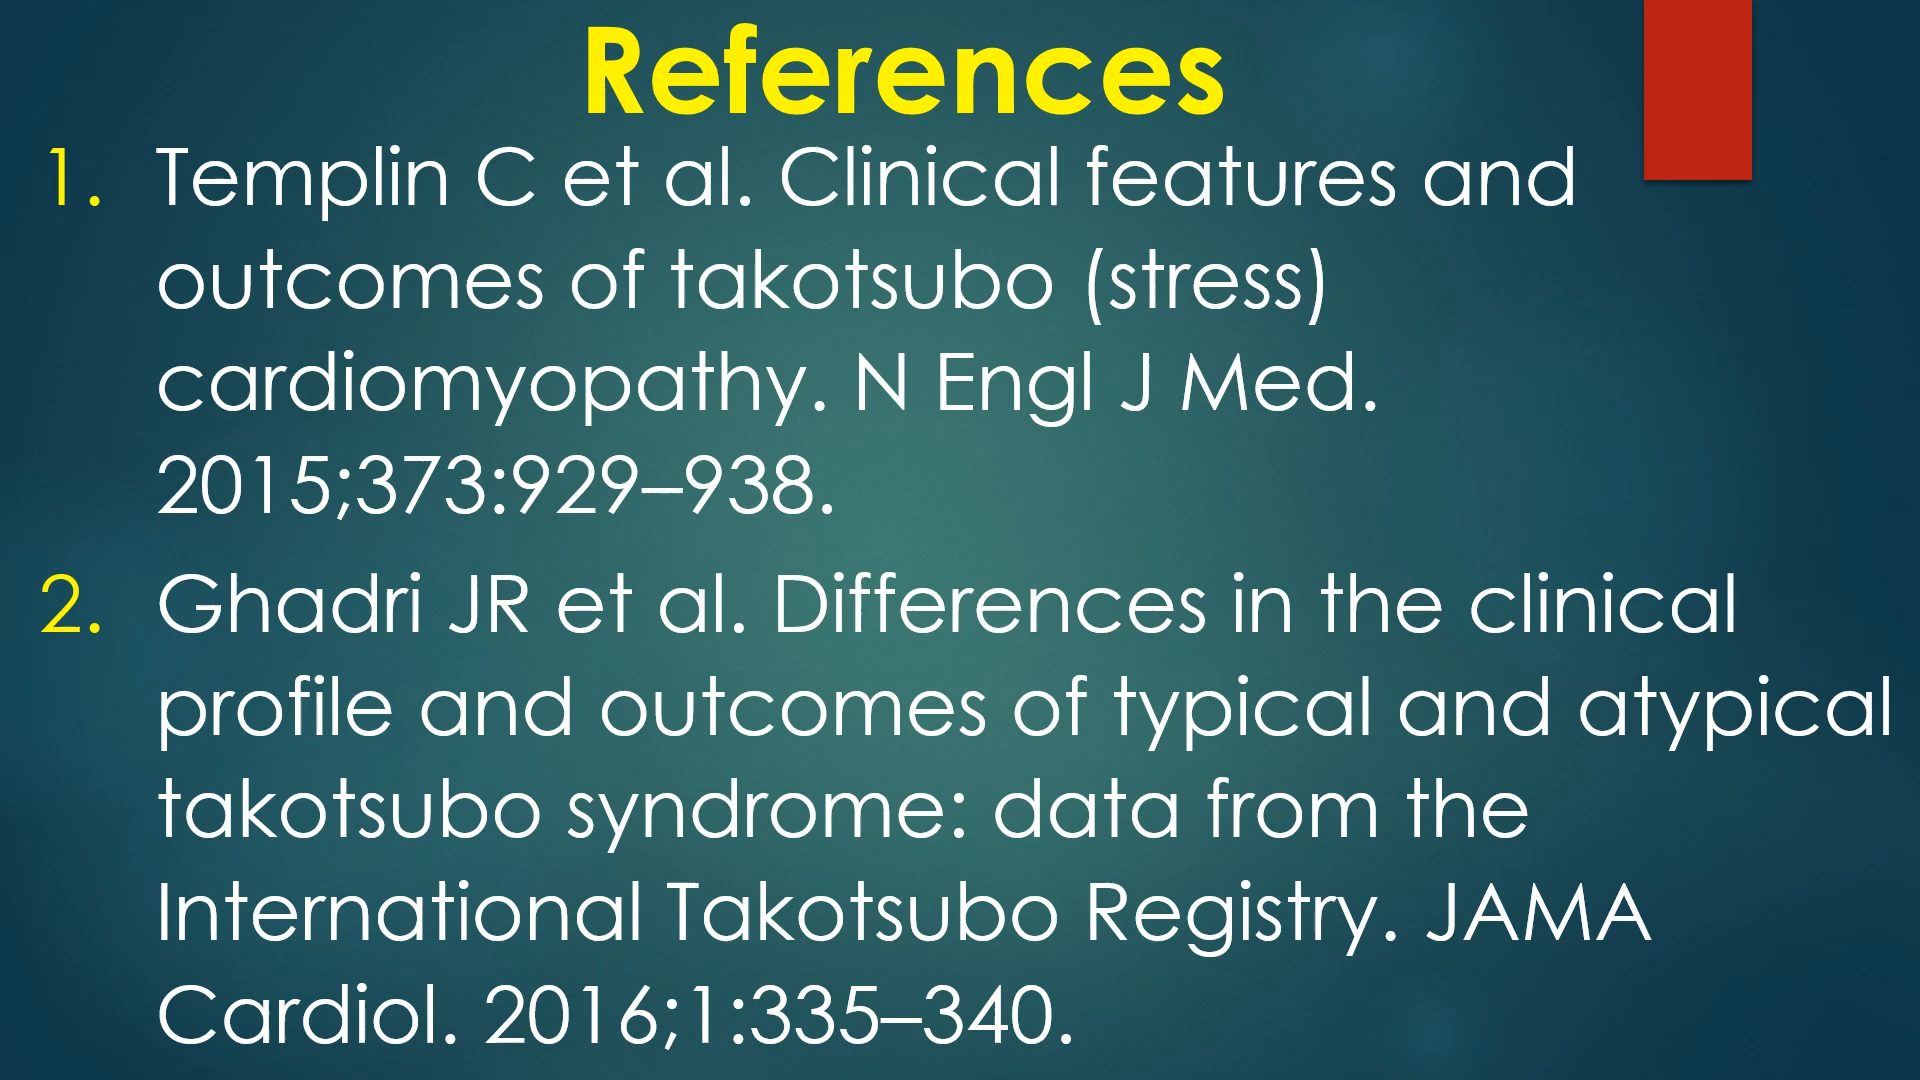 References
1. Templin C et al. Clinical features and
outcomes of takotsubo (stress)
cardiomyopathy. N Engl J Med.
2015;373:929–938.
2. Ghadri JR et al. Differences in the clinical
profile and outcomes of typical and atypical
takotsubo syndrome: data from the
International Takotsubo Registry. JAMA
Cardiol. 2016;1:335–340.